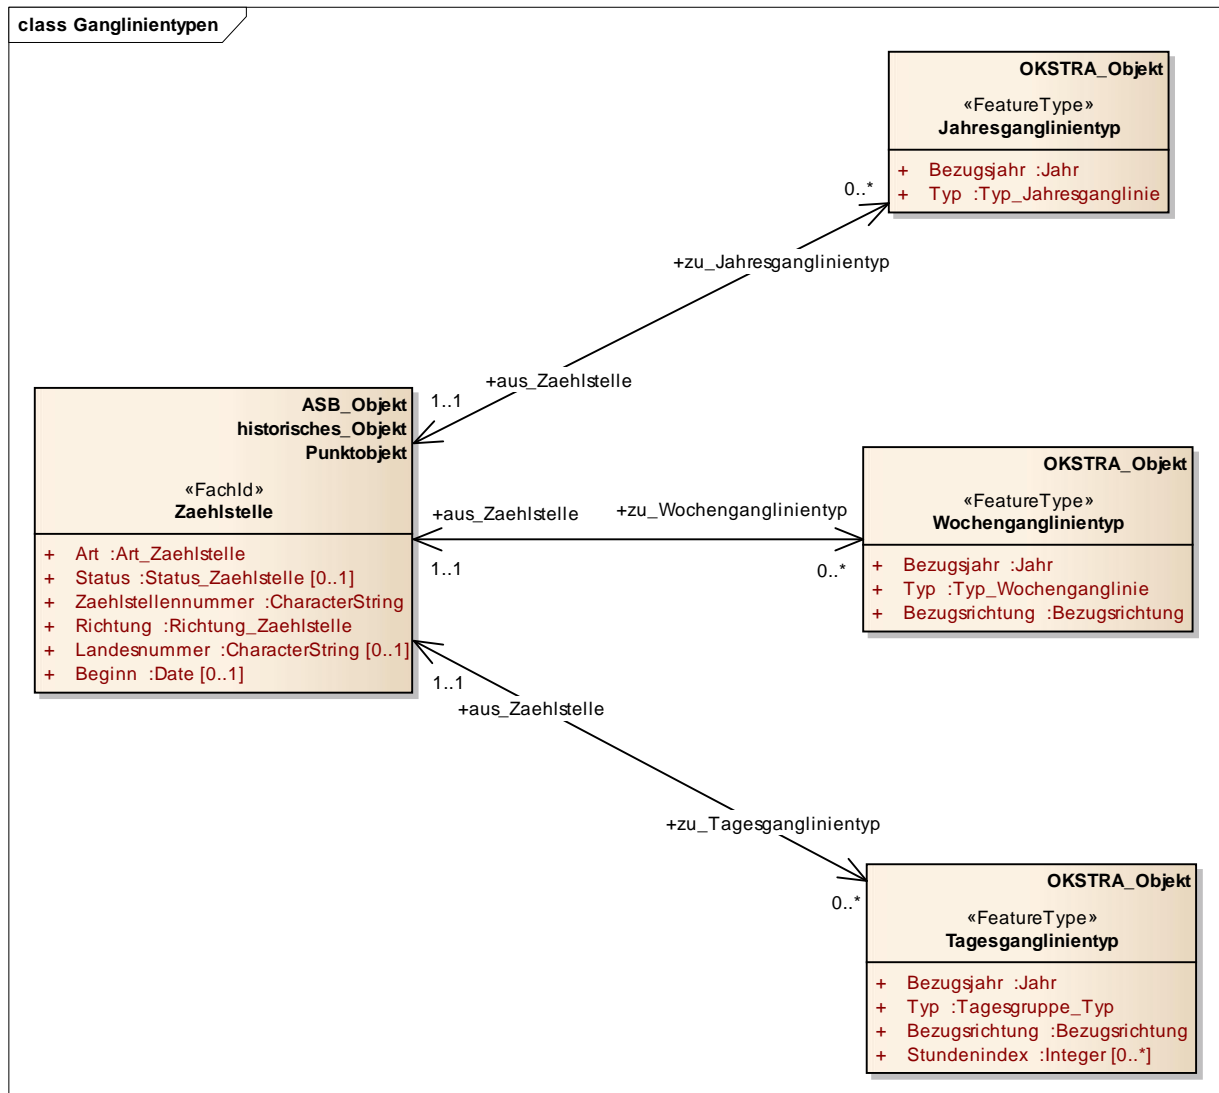 class Ganglinientypen
OKSTRA_Objekt
«FeatureType»
Jahresganglinientyp
+ Bezugsjahr :Jahr
+ Typ :Typ_Jahresganglinie
0..*
+zu_Jahresganglinientyp
+aus_Zaehlstelle
1..1
ASB_Objekt
historisches_Objekt
Punktobjekt
«FachId»
Zaehlstelle
+ Art :Art_Zaehlstelle
+ Status :Status_Zaehlstelle [0..1]
+ Zaehlstellennummer :CharacterString
+ Richtung :Richtung_Zaehlstelle
+ Landesnummer :CharacterString [0..1]
+ Beginn :Date [0..1]
+aus_Zaehlstelle
+zu_Wochenganglinientyp
1..1
0..*
OKSTRA_Objekt
«FeatureType»
Wochenganglinientyp
+ Bezugsjahr :Jahr
+ Typ :Typ_Wochenganglinie
+ Bezugsrichtung :Bezugsrichtung
1..1
+aus_Zaehlstelle
+zu_Tagesganglinientyp
0..*
OKSTRA_Objekt
«FeatureType»
Tagesganglinientyp
+ Bezugsjahr :Jahr
+ Typ :Tagesgruppe_Typ
+ Bezugsrichtung :Bezugsrichtung
+ Stundenindex :Integer [0..*]